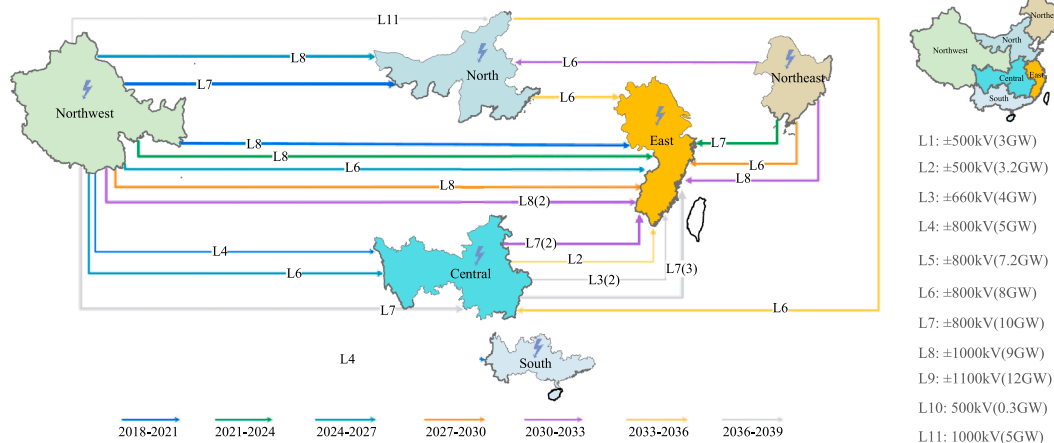 L11
L8
L7
North
L6
Northeast
Northwest
L6
East
L7
L8
L8
L6
L6
L8
L8
L8(2)
L7(2)
L4
Central
L2
L7(3)
L6
L3(2)
L7
L6
L4
South
2018-2021
2021-2024
2024-2027
2027-2030
2030-2033
2033-2036
2036-2039
Northeast
Northwest
North
Central
East
South
L1: ±500kV(3GW)
L2: ±500kV(3.2GW)
L3: ±660kV(4GW)
L4: ±800kV(5GW)
L5: ±800kV(7.2GW)
L6: ±800kV(8GW)
L7: ±800kV(10GW)
L8: ±1000kV(9GW)
L9: ±1100kV(12GW)
L10: 500kV(0.3GW)
L11: 1000kV(5GW)